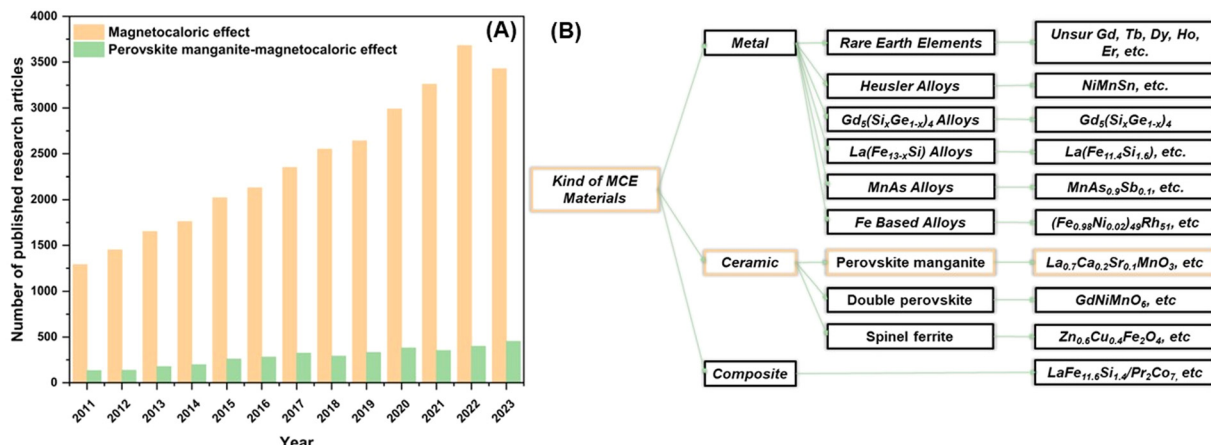 (A)
Magnetocaloric effect
Perovskite manganite-magnetocaloric effect
Number of published research articles
4000
3500
3000
2500
2000
1500
1000
500
0
2011
2012
2013
2014
2015
2016
2017
2018
2019
2020
2021
2022
2023
Year
(B)
Kind of MCE
Materials
Metal
Rare Earth Elements
Unsur Gd, Tb, Dy, Ho,
Er, etc.
Heusler Alloys
NiMnSn, etc.
Gd₅(SiₓGe₁₋ₓ)₄ Alloys
Gd₅(SiₓGe₁₋ₓ)₄
La(Fe₁₃₋ₓSi) Alloys
La(Fe₁₁.₄Si₁.₆), etc.
MnAs Alloys
MnAs₀.₉Sb₀.₁, etc.
Fe Based Alloys
(Fe₀.₉₈Ni₀.₀₂)₄₉Rh₅₁, etc
Ceramic
Perovskite manganite
La₀.₇Ca₀.₂Sr₀.₁MnO₃, etc
Double perovskite
GdNiMnO₆, etc
Spinel ferrite
Zn₀.₆Cu₀.₄Fe₂O₄, etc
Composite
LaFe₁₁.₆Si₁.₄/Pr₂Co₇, etc